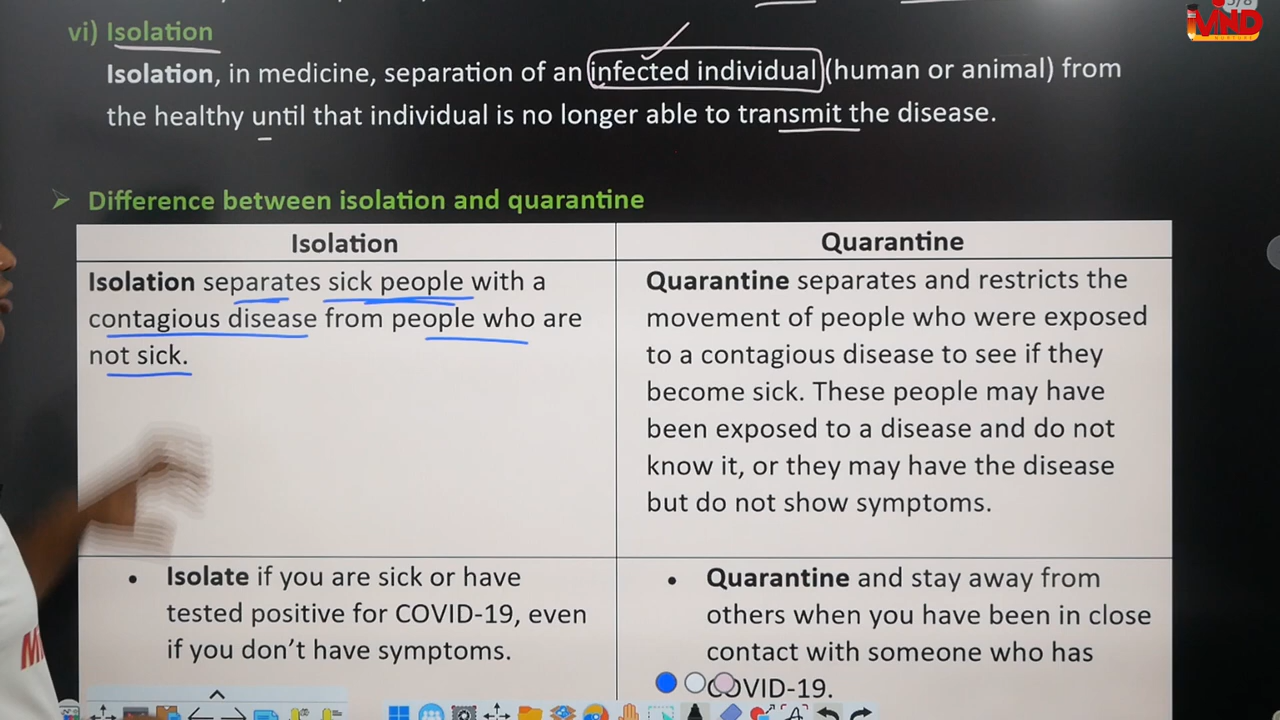 vi) Isolation
Isolation, in medicine, separation of an infected individual (human or animal) from
the healthy until that individual is no longer able to transmit the disease.
Difference between isolation and quarantine
Isolation
Quarantine
Isolation separates sick people with a
contagious disease from people who are
not sick.
Quarantine separates and restricts the
movement of people who were exposed
to a contagious disease to see if they
become sick. These people may have
been exposed to a disease and do not
know it, or they may have the disease
but do not show symptoms.
• Isolate if you are sick or have
tested positive for COVID-19, even
if you don't have symptoms.
• Quarantine and stay away from
others when you have been in close
contact with someone who has
COVID-19.